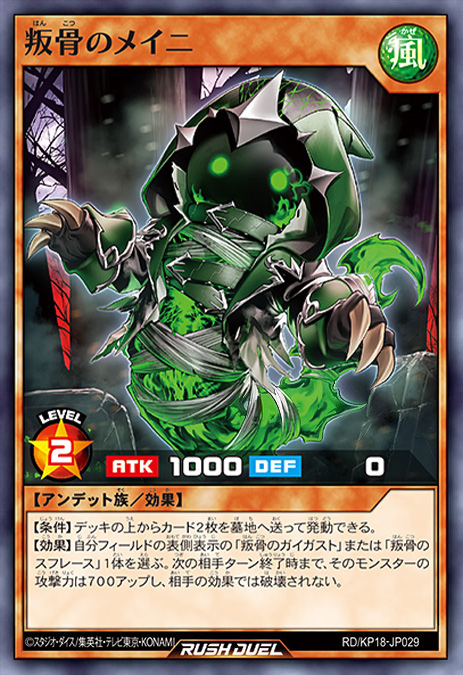 叛骨のメイニ
風
LEVEL
2
ATK 1000 DEF 0
【アンデット族／効果】
【条件】デッキの上からカード2枚を墓地へ送って発動できる。
【効果】自分フィールドの表側表示の「叛骨のガイガスト」または「叛骨の
スフレース」1体を選ぶ。次の相手ターン終了時まで、そのモンスターの
攻撃力は700アップし、相手の効果では破壊されない。
©スタジオ・ダイス/集英社・テレビ東京・KONAMI
RUSH DUEL
RD/KP18-JP029